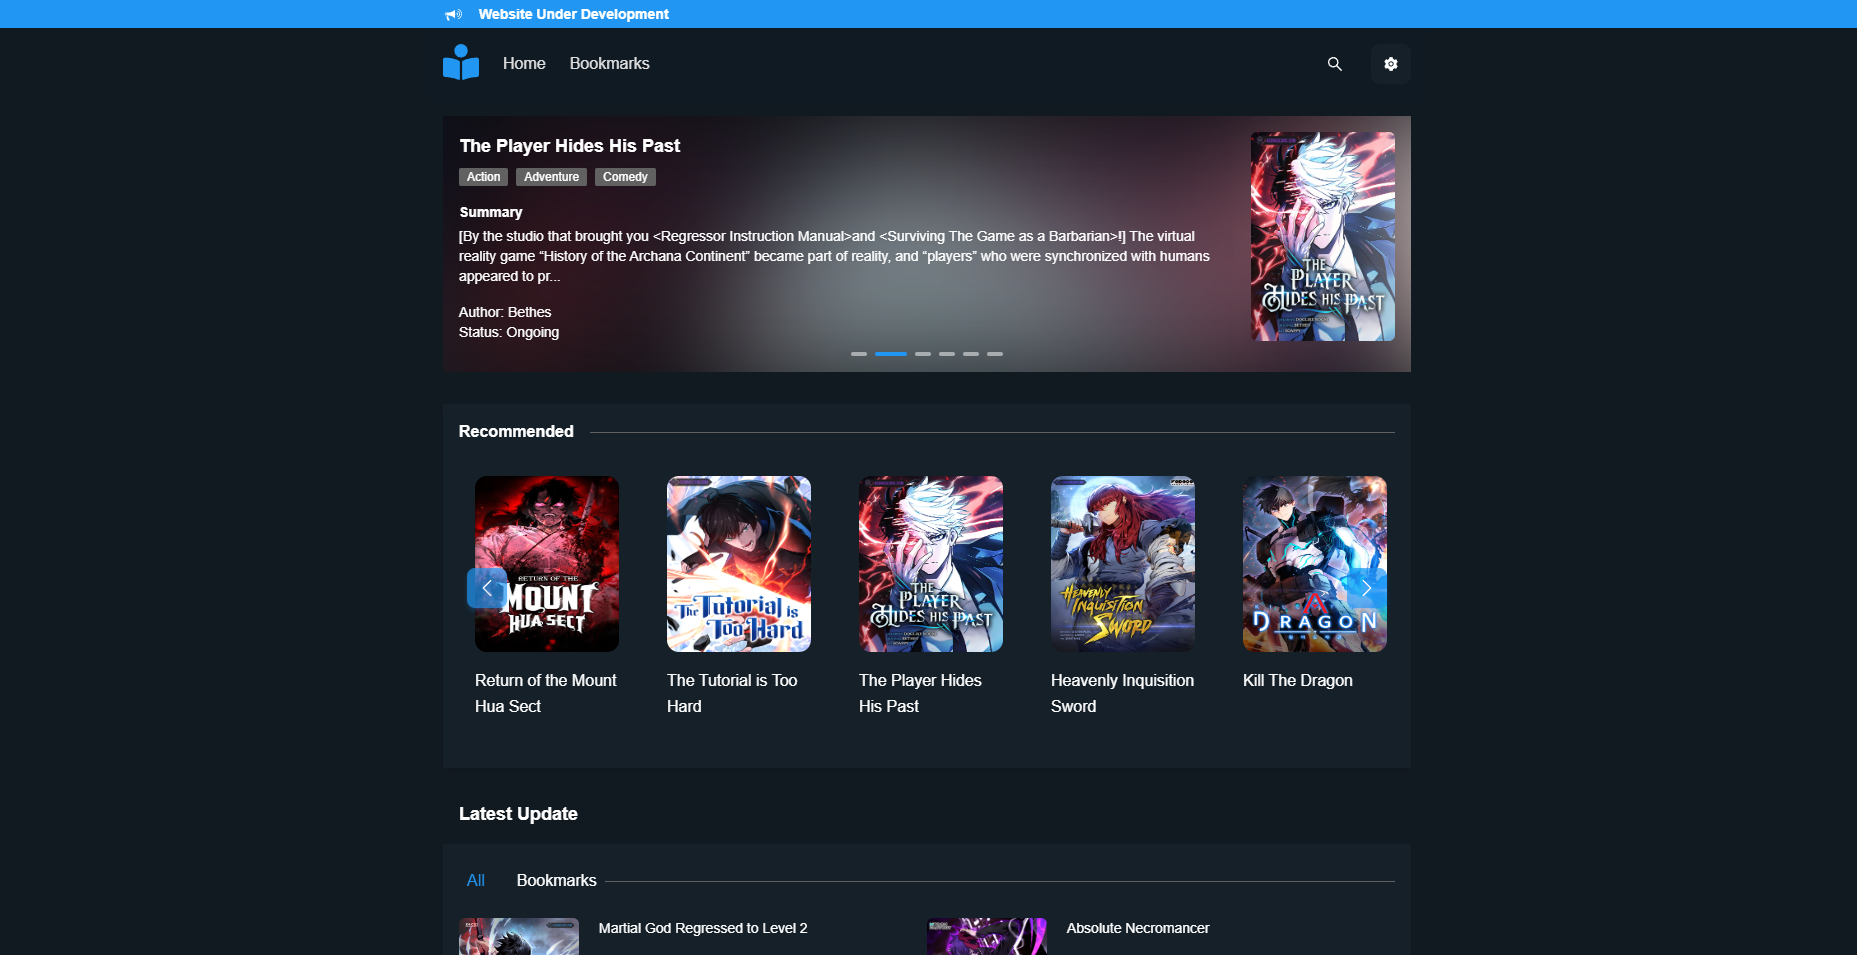 Website Under Development
Home
Bookmarks
The Player Hides His Past
Action
Adventure
Comedy
Summary
[By the studio that brought you <Regressor Instruction Manual>and <Surviving The Game as a Barbarian>!] The virtual
reality game “History of the Archana Continent” became part of reality, and “players” who were synchronized with humans
appeared to pr...
Author: Bethes
Status: Ongoing
THE
PLAYER
HIDES HIS PAST
Recommended
RETURN OF THE
MOUNT
HUA SECT
The Tutorial is
Too Hard
THE
PLAYER
HIDES HIS PAST
HEAVENLY
INQUISITION
SWORD
DRAGON
Return of the Mount
Hua Sect
The Tutorial is Too
Hard
The Player Hides
His Past
Heavenly Inquisition
Sword
Kill The Dragon
Latest Update
All
Bookmarks
Martial God Regressed to Level 2
Absolute Necromancer